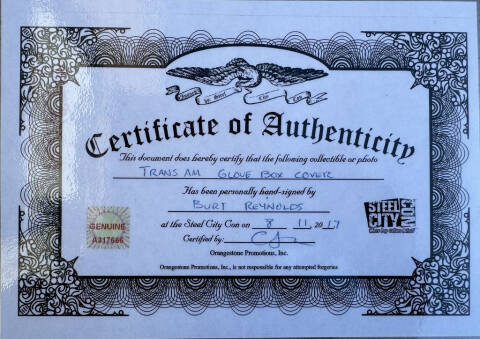 Certificate of Authenticity
This document does hereby certify that the following collectible or photo
TRANS AM GLOVE BOX COVER
Has been personally hand-signed by
BURT REYNOLDS
at the Steel City Con on 8 11, 2017
Certified by:
GENUINE
A317666
STEEL
CITY
CON
Orangestone Promotions, Inc.
Orangestone Promotions, Inc., is not responsible for any attempted forgeries